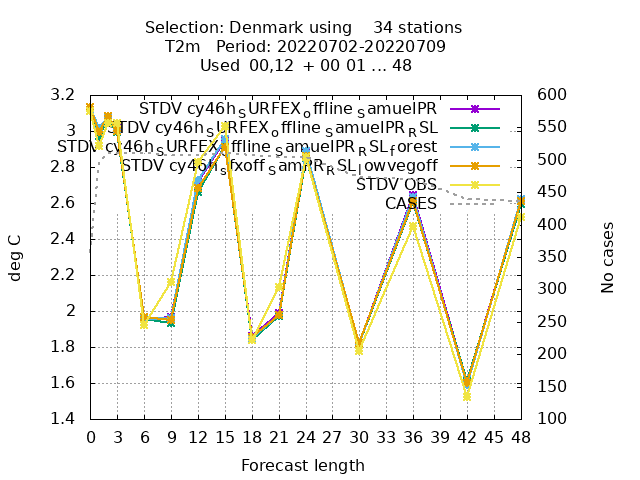 Selection: Denmark using    34 stations
T2m   Period: 20220702-20220709
Used  00,12  + 00 01 ... 48
STDV cy46h_SURFEX_offline_SamuelPR
STDV cy46h_SURFEX_offline_SamuelPR_RSL
STDV cy46h_SURFEX_offline_SamuelPR_RSL_forest
STDV cy46h_sfxoff_SamPR_RSL_lowvegoff
STDV OBS
CASES
3.2
3
2.8
2.6
2.4
2.2
2
1.8
1.6
1.4
deg C
600
550
500
450
400
350
300
250
200
150
100
No cases
0 3 6 9 12 15 18 21 24 27 30 33 36 39 42 45 48
Forecast length